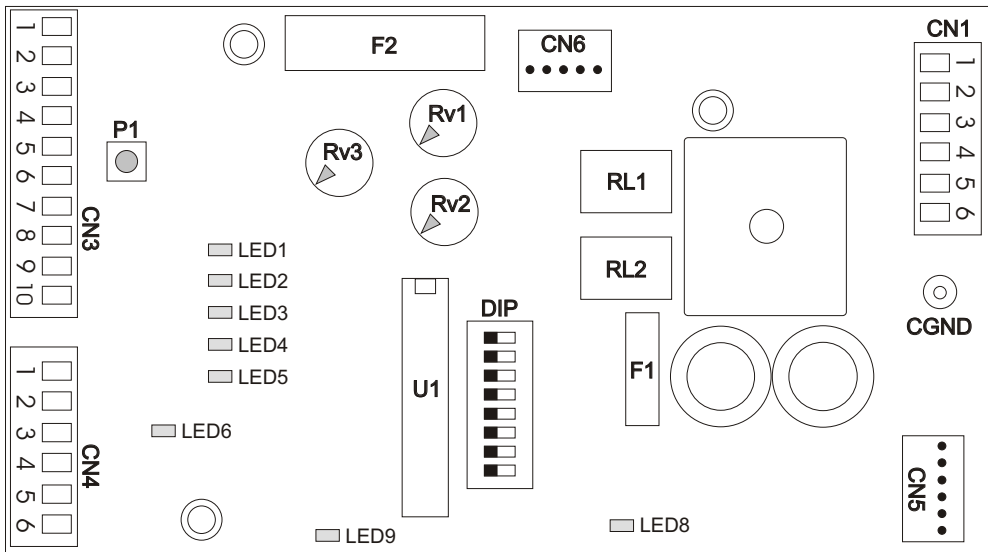 1
2
3
4
5
6
7
8
9
10
CN3
P1
F2
CN6
CN1
1
2
3
4
5
6
Rv1
Rv3
Rv2
RL1
RL2
CGND
LED1
LED2
LED3
LED4
LED5
LED6
DIP
U1
F1
1
2
3
4
5
6
CN4
CN5
LED9
LED8